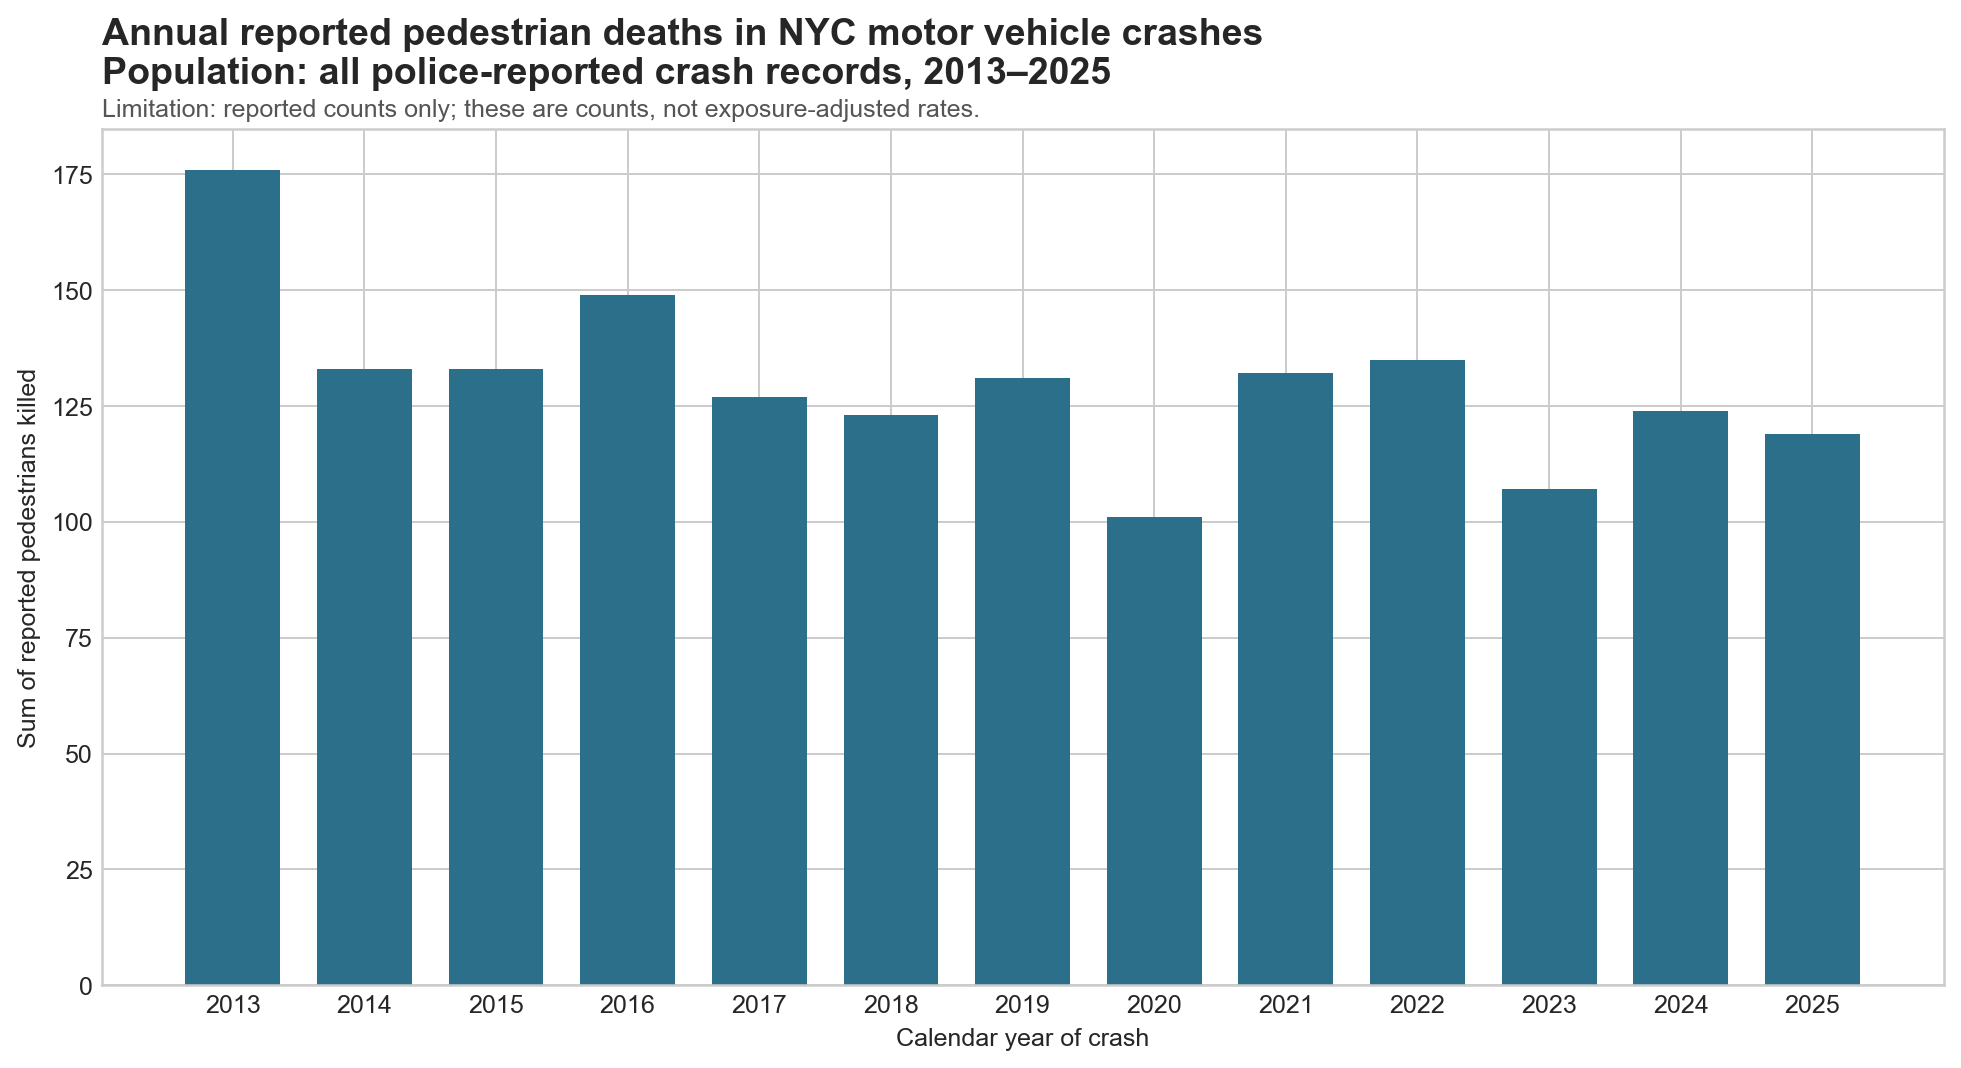 Annual reported pedestrian deaths in NYC motor vehicle crashes
Population: all police-reported crash records, 2013–2025
Limitation: reported counts only; these are counts, not exposure-adjusted rates.
Sum of reported pedestrians killed
175
150
125
100
75
50
25
0
2013 2014 2015 2016 2017 2018 2019 2020 2021 2022 2023 2024 2025
Calendar year of crash